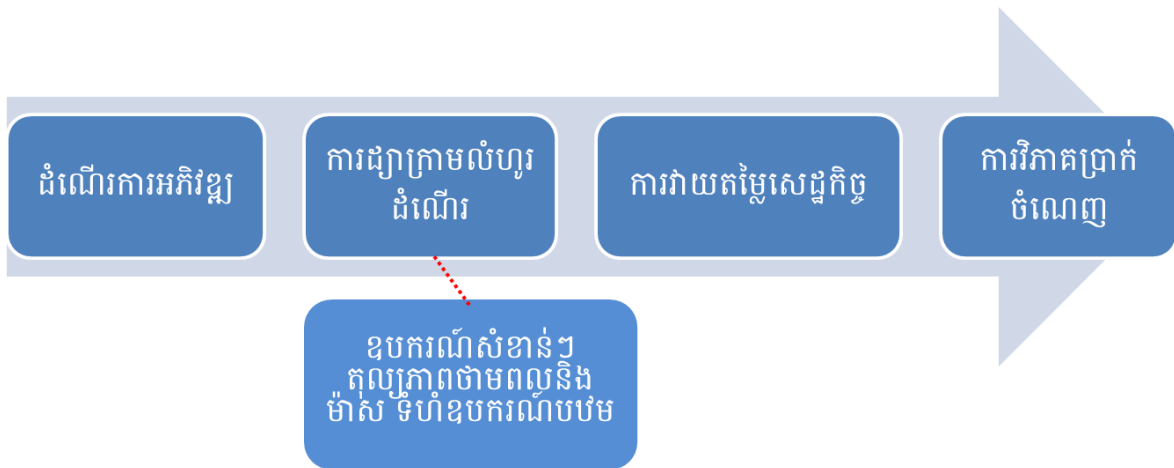 ដំណើរការអភិវឌ្ឍ
ការដ្យាក្រាមលំហូរ
ដំណើរ
ការវាយតម្លៃសេដ្ឋកិច្ច
ការវិភាគប្រាក់
ចំណេញ
ឧបករណ៍សំខាន់ៗ
តុល្យភាពថាមពលនិង
ម៉ាស ទំហំឧបករណ៍បឋម